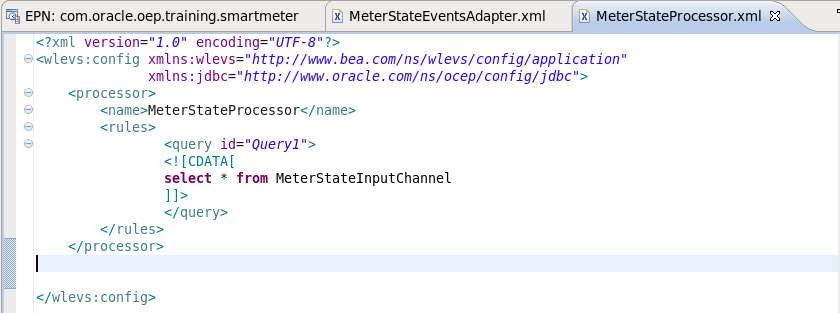 EPN: com.oracle.oep.training.smartmeter MeterStateEventsAdapter.xml MeterStateProcessor.xml
<?xml version="1.0" encoding="UTF-8"?>
<wlevs:config xmlns:wlevs="http://www.bea.com/ns/wlevs/config/application"
xmlns:jdbc="http://www.oracle.com/ns/ocep/config/jdbc">
<processor>
<name>MeterStateProcessor</name>
<rules>
<query id="Query1">
<![CDATA[
select * from MeterStateInputChannel
]]>
</query>
</rules>
</processor>
</wlevs:config>